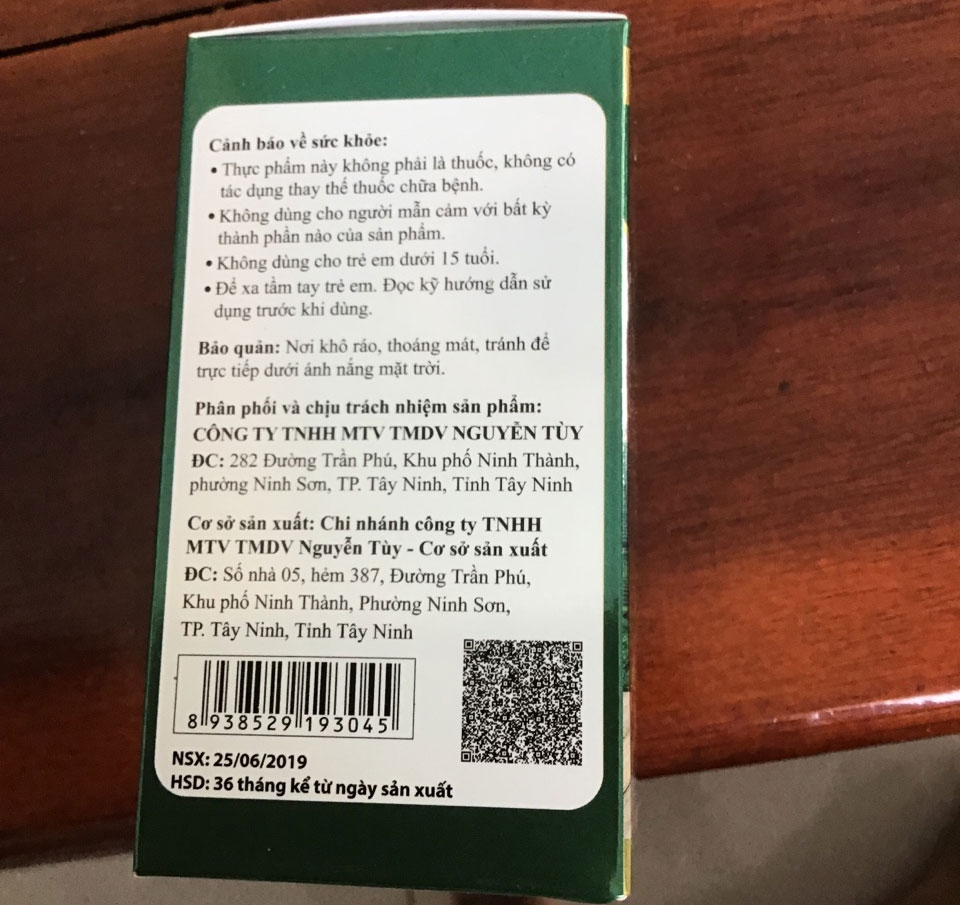 Cảnh báo về sức khỏe:
• Thực phẩm này không phải là thuốc, không có
tác dụng thay thế thuốc chữa bệnh.
• Không dùng cho người mẫn cảm với bất kỳ
thành phần nào của sản phẩm.
• Không dùng cho trẻ em dưới 15 tuổi.
• Để xa tầm tay trẻ em. Đọc kỹ hướng dẫn sử
dụng trước khi dùng.
Bảo quản: Nơi khô ráo, thoáng mát, tránh để
trực tiếp dưới ánh nắng mặt trời.
Phân phối và chịu trách nhiệm sản phẩm:
CÔNG TY TNHH MTV TMDV NGUYỄN TÙY
ĐC: 282 Đường Trần Phú, Khu phố Ninh Thành,
phường Ninh Sơn, TP. Tây Ninh, Tỉnh Tây Ninh
Cơ sở sản xuất: Chi nhánh công ty TNHH
MTV TMDV Nguyễn Tùy - Cơ sở sản xuất
ĐC: Số nhà 05, hẻm 387, Đường Trần Phú,
Khu phố Ninh Thành, Phường Ninh Sơn,
TP. Tây Ninh, Tỉnh Tây Ninh
8 938529 193045
NSX: 25/06/2019
HSD: 36 tháng kể từ ngày sản xuất